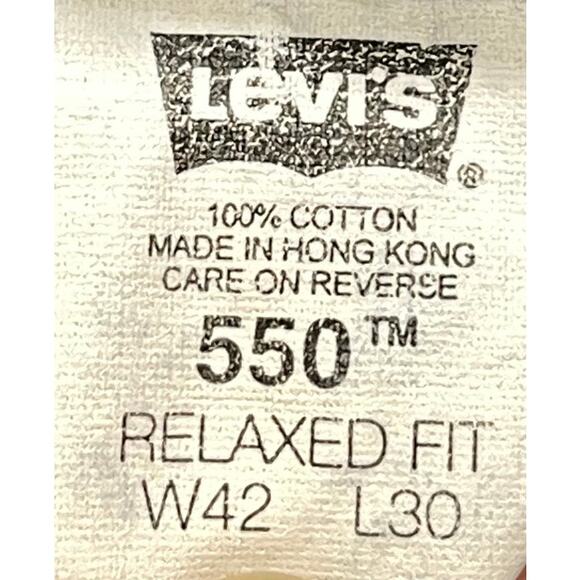 Levi's ®
100% COTTON
MADE IN HONG KONG
CARE ON REVERSE
550™
RELAXED FIT
W42 L30